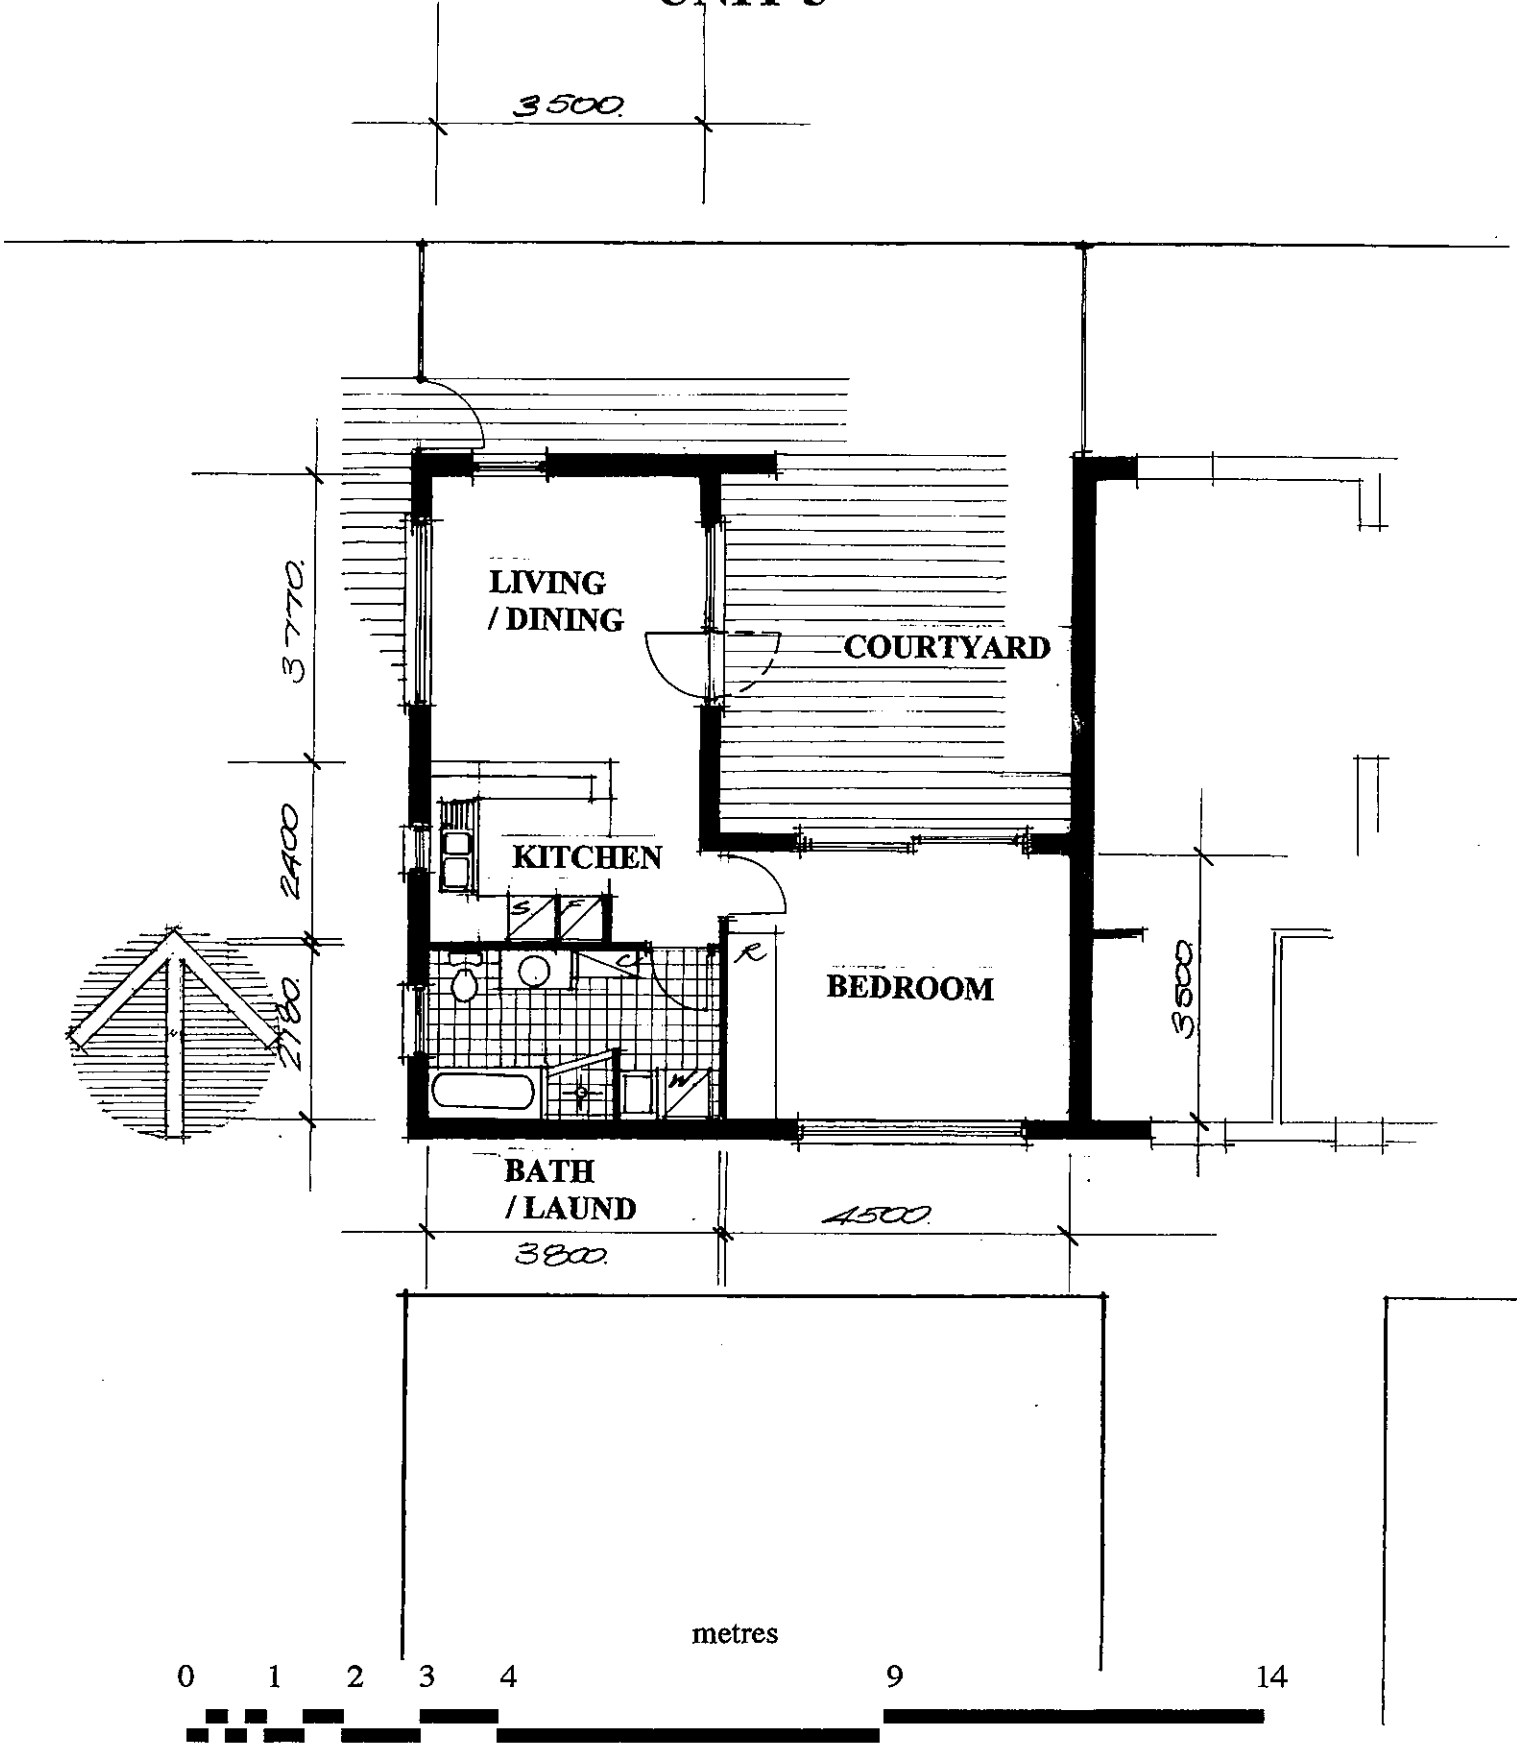 3500.
LIVING
/ DINING
3770.
COURTYARD
2400
KITCHEN
S
F
C
R
BEDROOM
3500
W
BATH
/ LAUND
4500.
3800.
metres
0 1 2 3 4 9 14